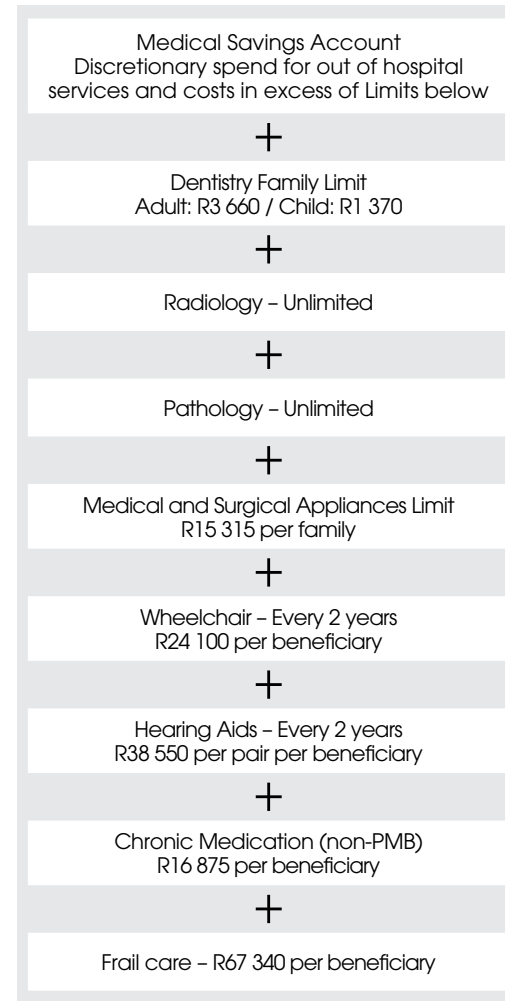 Medical Savings Account
Discretionary spend for out of hospital
services and costs in excess of Limits below
+
Dentistry Family Limit
Adult: R3 660 / Child: R1 370
+
Radiology – Unlimited
+
Pathology – Unlimited
+
Medical and Surgical Appliances Limit
R15 315 per family
+
Wheelchair – Every 2 years
R24 100 per beneficiary
+
Hearing Aids – Every 2 years
R38 550 per pair per beneficiary
+
Chronic Medication (non-PMB)
R16 875 per beneficiary
+
Frail care – R67 340 per beneficiary